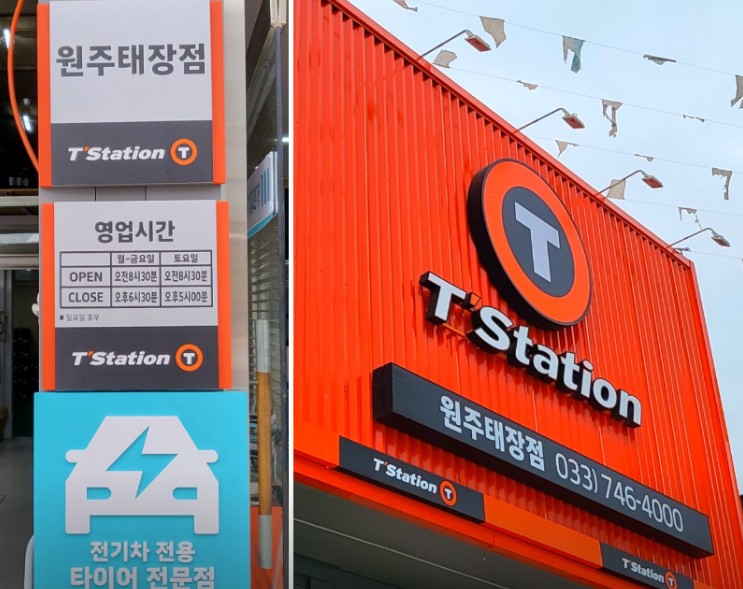 원주태장점
T'Station T
영업시간
월~금요일 토요일
OPEN 오전8시30분 오전8시30분
CLOSE 오후6시30분 오후5시00분
※ 일요일 휴무
T'Station T
전기차 전용
타이어 전문점
T
T'Station
원주태장점 033) 746-4000
T'Station T
T'Station T